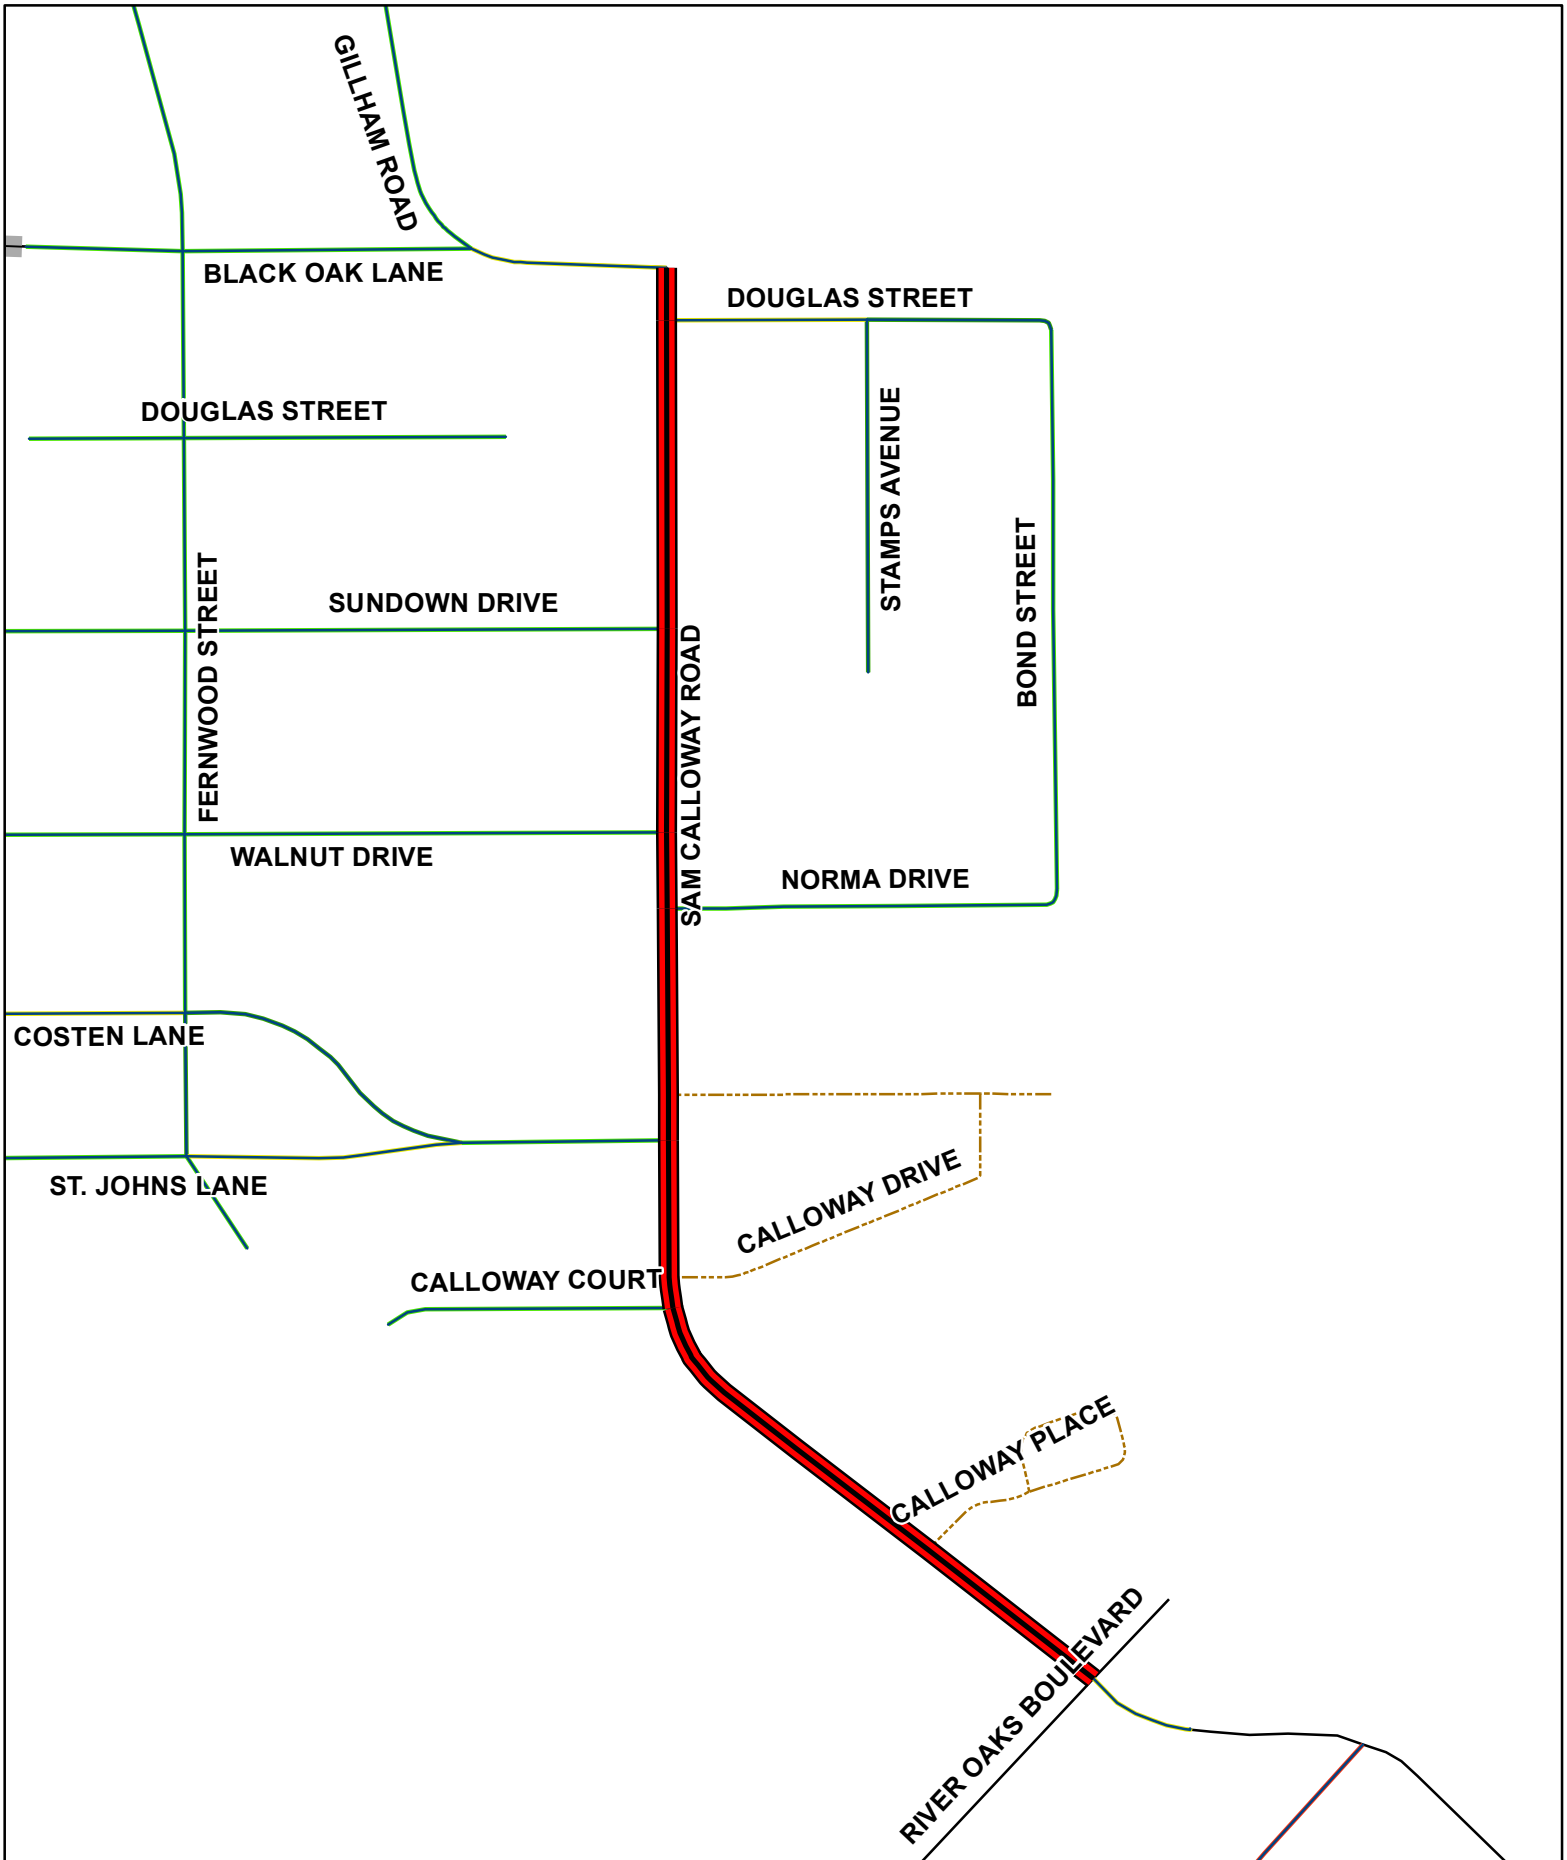 GILLHAM ROAD
BLACK OAK LANE
DOUGLAS STREET
DOUGLAS STREET
STAMPS AVENUE
BOND STREET
SUNDOWN DRIVE
FERNWOOD STREET
SAM CALLOWAY ROAD
WALNUT DRIVE
NORMA DRIVE
COSTEN LANE
ST. JOHNS LANE
CALLOWAY DRIVE
CALLOWAY COURT
CALLOWAY PLACE
RIVER OAKS BOULEVARD